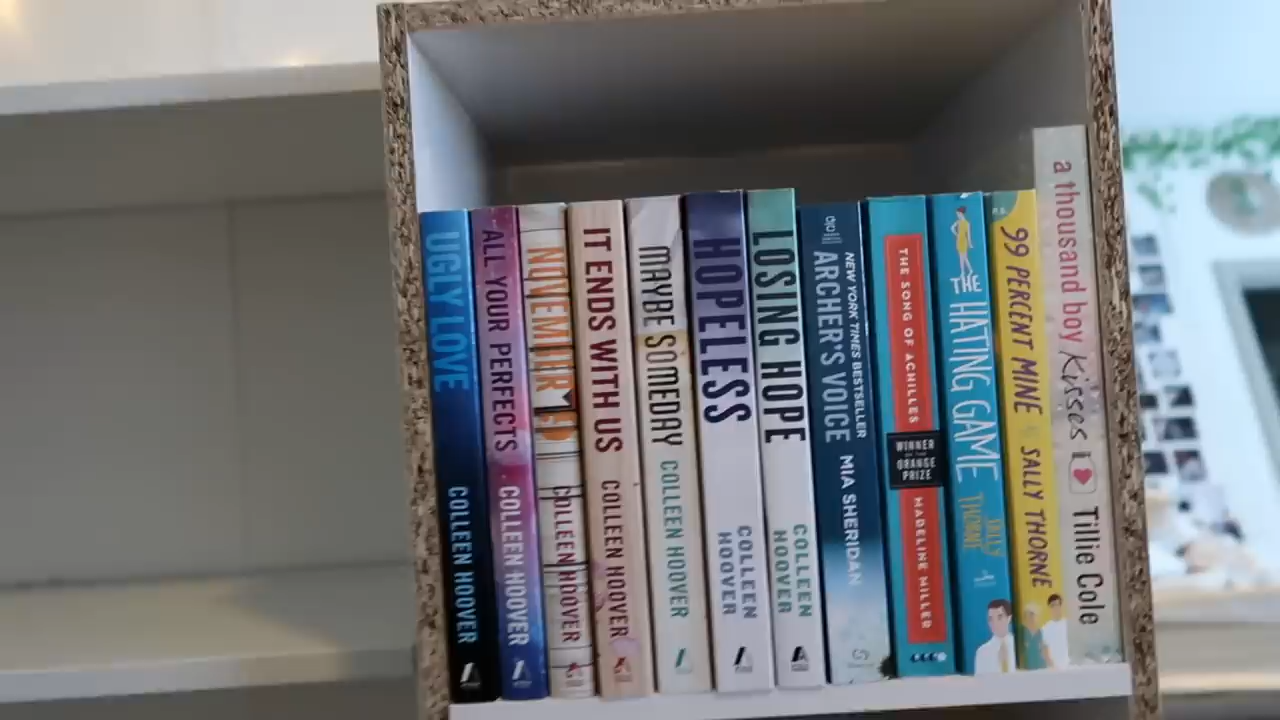 UGLY LOVE
COLLEEN HOOVER
ALL YOUR PERFECTS
COLLEEN HOOVER
NOVEMBER 9
COLLEEN HOOVER
IT ENDS WITH US
COLLEEN HOOVER
MAYBE SOMEDAY
COLLEEN HOOVER
HOPELESS
COLLEEN
HOOVER
LOSING HOPE
COLLEEN
HOOVER
NEW YORK TIMES BESTSELLER
ARCHER'S VOICE
MIA SHERIDAN
THE SONG OF ACHILLES
WINNER
OF THE
ORANGE
PRIZE
MADELINE MILLER
THE HATING GAME
SALLY
THORNE
99 PERCENT MINE
SALLY THORNE
a thousand boy kisses
Tillie Cole